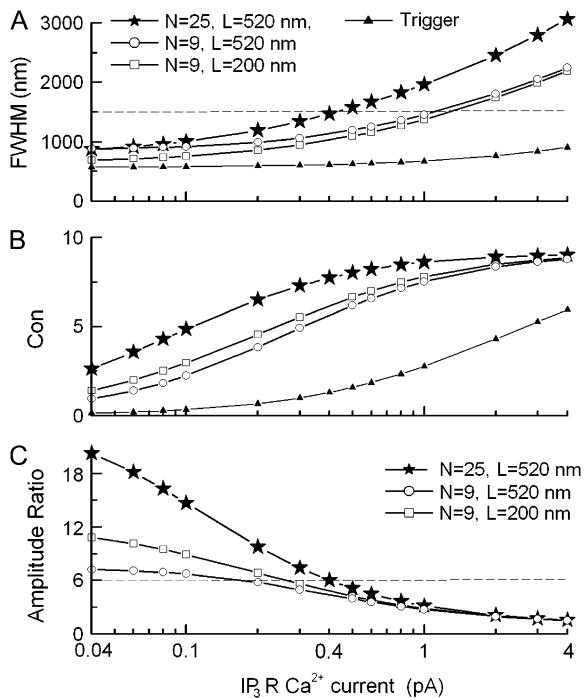 A
N=25, L=520 nm,
Trigger
N=9, L=520 nm
N=9, L=200 nm
FWHM (nm)
3000
2000
1000
0
B
Con
10
5
0
C
N=25, L=520 nm
N=9, L=520 nm
N=9, L=200 nm
Amplitude Ratio
18
12
6
0
0.04 0.1 0.4 1 4
IP3 R Ca2+ current (pA)